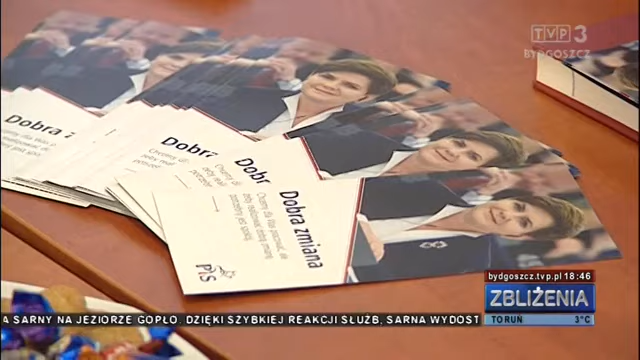 TVP 3
BYDGOSZCZ
Dobra
Dobra
Dobr
Dobra zmiana
PiS
bydgoszcz.tvp.pl 18:46
ZBLIŻENIA
TORUŃ 3°C
A SARNY NA JEZIORZE GOPŁO. DZIĘKI SZYBKIEJ REAKCJI SŁUŻB, SARNA WYDOST